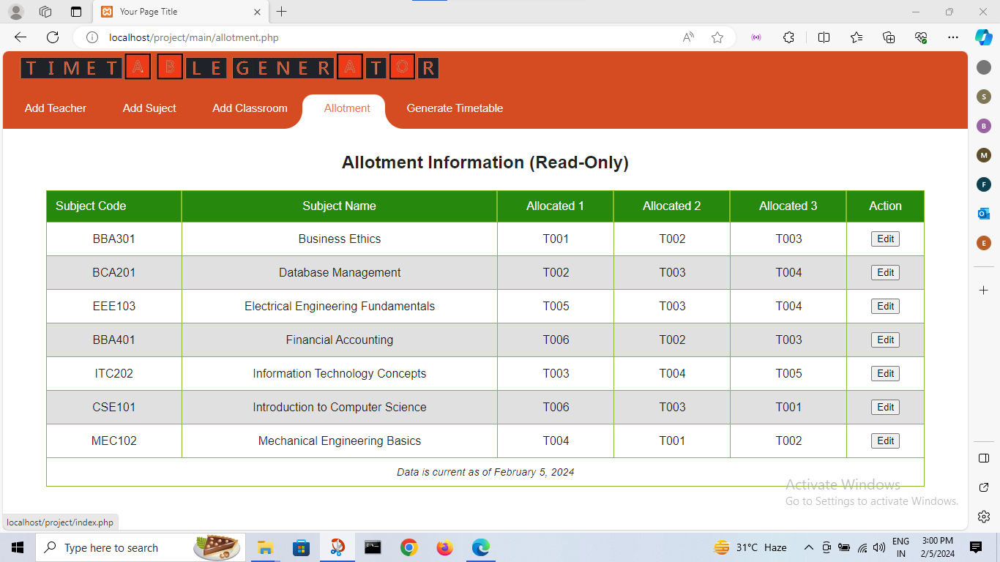 Your Page Title
localhost/project/main/allotment.php
TIMETABLE GENERATOR
Add Teacher Add Suject Add Classroom Allotment Generate Timetable
Allotment Information (Read-Only)
Subject Code Subject Name Allocated 1 Allocated 2 Allocated 3 Action
BBA301 Business Ethics T001 T002 T003 Edit
BCA201 Database Management T002 T003 T004 Edit
EEE103 Electrical Engineering Fundamentals T005 T003 T004 Edit
BBA401 Financial Accounting T006 T002 T003 Edit
ITC202 Information Technology Concepts T003 T004 T005 Edit
CSE101 Introduction to Computer Science T006 T003 T001 Edit
MEC102 Mechanical Engineering Basics T004 T001 T002 Edit
Data is current as of February 5, 2024
Activate Windows
Go to Settings to activate Windows.
localhost/project/index.php
S
B
M
F
E
Type here to search
31°C Haze
ENG
IN
3:00 PM
2/5/2024